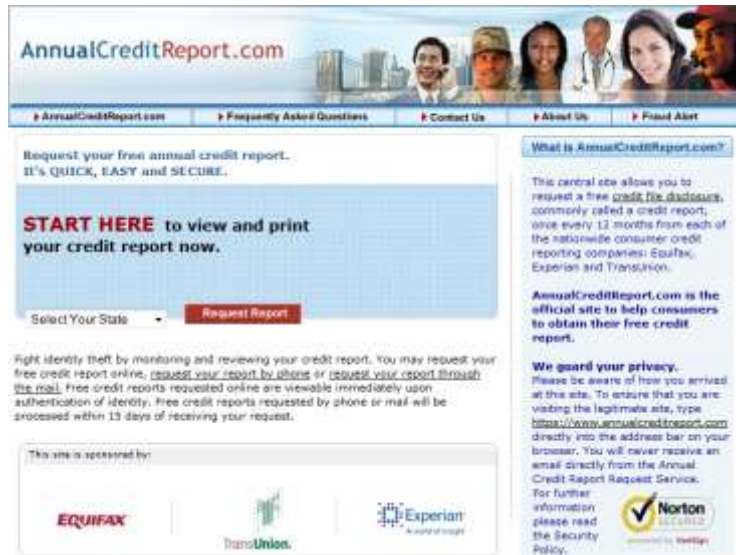 AnnualCreditReport.com
AnnualCreditReport.com
Frequently Asked Questions
Contact Us
About Us
Fraud Alert
Request your free annual credit report.
It's QUICK, EASY and SECURE.
START HERE to view and print
your credit report now.
Select Your State
Request Report
Fight identity theft by monitoring and reviewing your credit report. You may request your
free credit report online, request your report by phone or request your report through
the mail. Free credit reports requested online are viewable immediately upon
authentication of identity. Free credit reports requested by phone or mail will be
processed within 15 days of receiving your request.
This site is sponsored by:
EQUIFAX
TransUnion.
Experian
A world of insight
What is AnnualCreditReport.com?
This central site allows you to
request a free credit file disclosure,
commonly called a credit report,
once every 12 months from each of
the nationwide consumer credit
reporting companies: Equifax,
Experian and TransUnion.
AnnualCreditReport.com is the
official site to help consumers
to obtain their free credit
report.
We guard your privacy.
Please be aware of how you arrived
at this site. To ensure that you are
visiting the legitimate site, type
https://www.annualcreditreport.com
directly into the address bar on your
browser. You will never receive an
email directly from the Annual
Credit Report Request Service.
For further
information
please read
the Security
Policy.
Norton
SECURED
powered by VeriSign